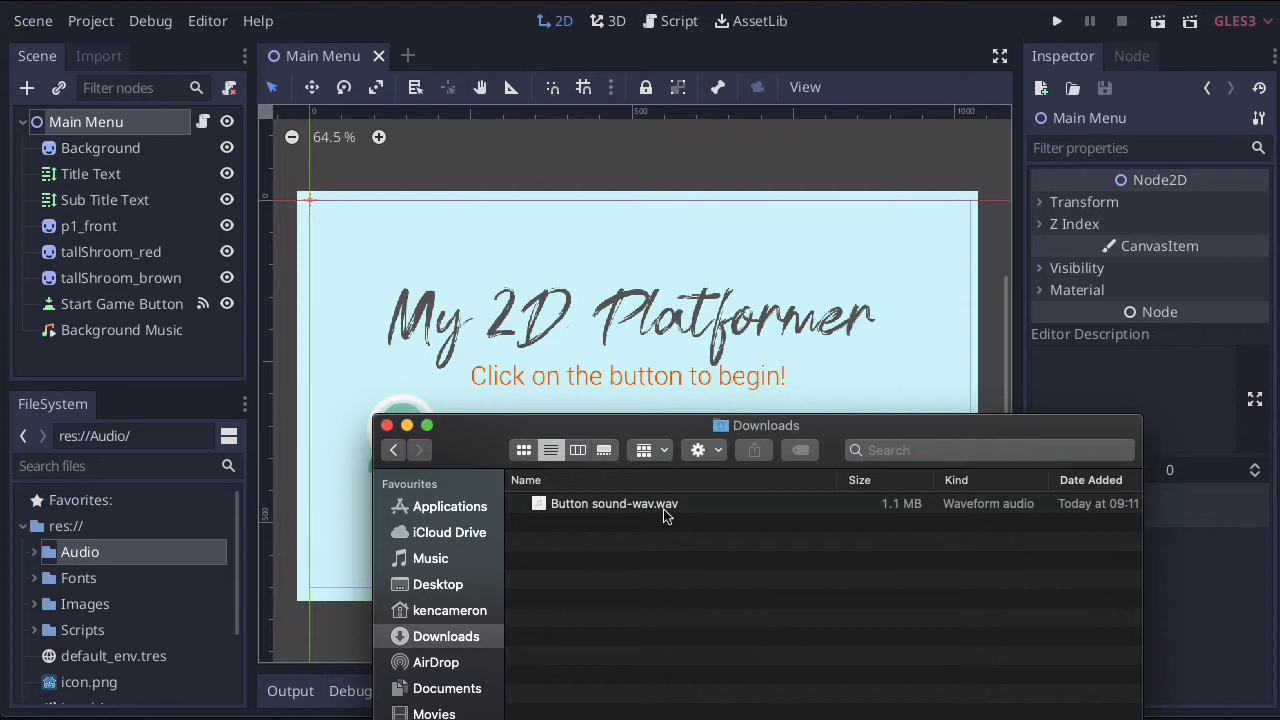 Scene Project Debug Editor Help 2D 3D Script AssetLib GLES3
Scene Import
Filter nodes
Main Menu
Background
Title Text
Sub Title Text
p1_front
tallShroom_red
tallShroom_brown
Start Game Button
Background Music
FileSystem
res://Audio/
Search files
Favorites:
res://
Audio
Fonts
Images
Scripts
default_env.tres
icon.png
Output Debug
Main Menu
View
0 500 1000
64.5 %
0
500
My 2D Platformer
Click on the button to begin!
Downloads
Search
Favourites
Applications
iCloud Drive
Music
Desktop
kencameron
Downloads
AirDrop
Documents
Movies
Name Size Kind Date Added
Button sound-wav.wav 1.1 MB Waveform audio Today at 09:11
Inspector Node
Main Menu
Filter properties
Node2D
Transform
Z Index
CanvasItem
Visibility
Material
Node
Editor Description
0